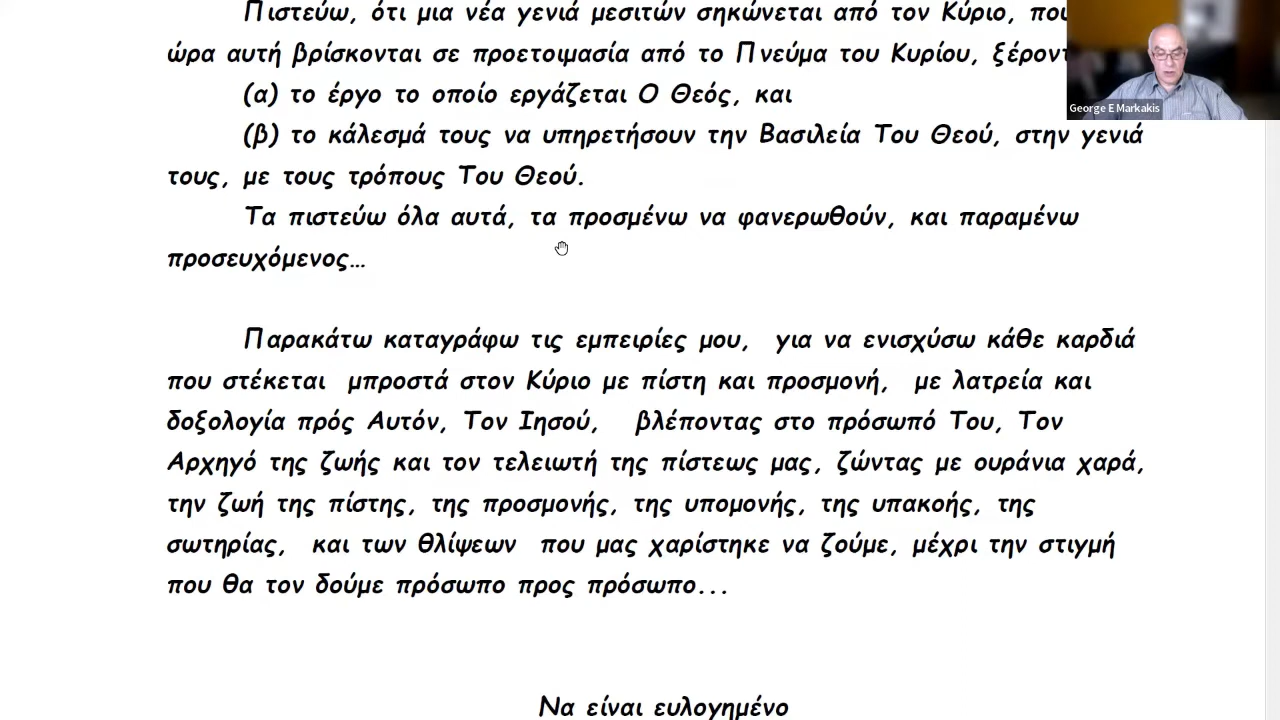 Πιστεύω, ότι μια νέα γενιά μεσιτών σηκώνεται από τον Κύριο,
ώρα αυτή βρίσκονται σε προετοιμασία από το Πνεύμα του Κυρίου,
(α) το έργο το οποίο εργάζεται Ο Θεός, και
(β) το κάλεσμά τους να υπηρετήσουν την Βασιλεία Του Θεού, στην γενιά
τους, με τους τρόπους Του Θεού.
Τα πιστεύω όλα αυτά, τα προσμένω να φανερωθούν, και παραμένω
προσευχόμενος…
Παρακάτω καταγράφω τις εμπειρίες μου,  για να ενισχύσω κάθε καρδιά
που στέκεται  μπροστά στον Κύριο με πίστη και προσμονή,  με λατρεία και
δοξολογία πρός Αυτόν, Τον Ιησού,   βλέποντας στο πρόσωπό Του, Τον
Αρχηγό της ζωής και τον τελειωτή της πίστεως μας, ζώντας με ουράνια χαρά,
την ζωή της πίστης, της προσμονής, της υπομονής, της υπακοής, της
σωτηρίας,  και των θλίψεων  που μας χαρίστηκε να ζούμε, μέχρι την στιγμή
που θα τον δούμε πρόσωπο προς πρόσωπο...
Να είναι ευλογημένο
George E Markakis